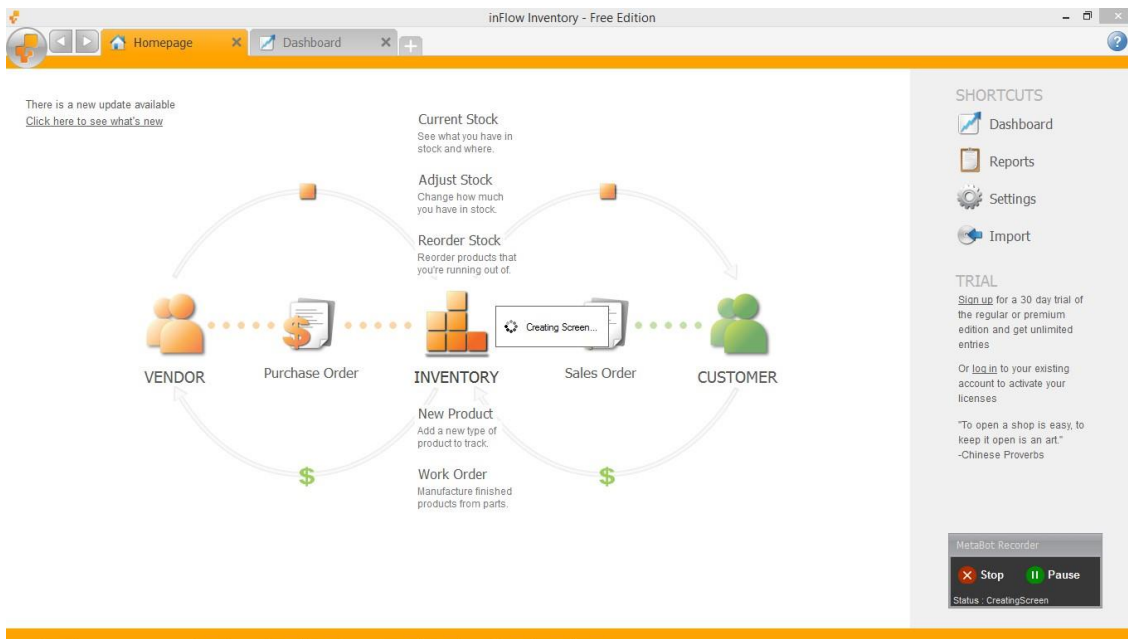 inFlow Inventory - Free Edition
Homepage
Dashboard
There is a new update available
Click here to see what's new
Current Stock
See what you have in
stock and where.
Adjust Stock
Change how much
you have in stock.
Reorder Stock
Reorder products that
you're running out of.
Creating Screen...
VENDOR
Purchase Order
INVENTORY
Sales Order
CUSTOMER
New Product
Add a new type of
product to track.
Work Order
Manufacture finished
products from parts.
SHORTCUTS
Dashboard
Reports
Settings
Import
TRIAL
Sign up for a 30 day trial of
the regular or premium
edition and get unlimited
entries
Or log in to your existing
account to activate your
licenses
"To open a shop is easy, to
keep it open is an art."
-Chinese Proverbs
MetaBot Recorder
Stop
Pause
Status : CreatingScreen